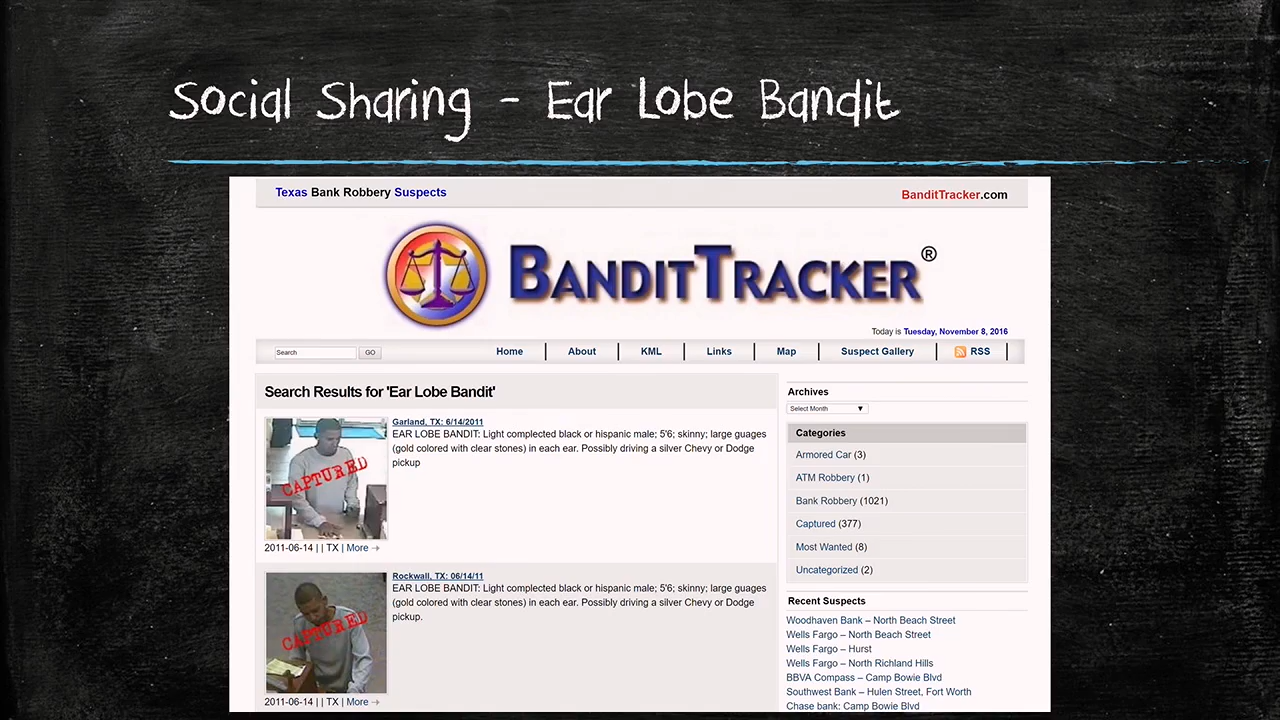 Social Sharing - Ear Lobe Bandit
Texas Bank Robbery Suspects
BanditTracker.com
BANDITTRACKER®
Today is Tuesday, November 8, 2016
Search GO Home About KML Links Map Suspect Gallery RSS
Search Results for 'Ear Lobe Bandit'
CAPTURED
Garland, TX: 6/14/2011
EAR LOBE BANDIT: Light complected black or hispanic male; 5'6; skinny; large guages
(gold colored with clear stones) in each ear. Possibly driving a silver Chevy or Dodge
pickup
2011-06-14 | | TX | More →
CAPTURED
Rockwall, TX: 06/14/11
EAR LOBE BANDIT: Light complected black or hispanic male; 5'6; skinny; large guages
(gold colored with clear stones) in each ear. Possibly driving a silver Chevy or Dodge
pickup.
2011-06-14 | | TX | More →
Archives
Select Month
Categories
Armored Car (3)
ATM Robbery (1)
Bank Robbery (1021)
Captured (377)
Most Wanted (8)
Uncategorized (2)
Recent Suspects
Woodhaven Bank – North Beach Street
Wells Fargo – North Beach Street
Wells Fargo – Hurst
Wells Fargo – North Richland Hills
BBVA Compass – Camp Bowie Blvd
Southwest Bank – Hulen Street, Fort Worth
Chase bank: Camp Bowie Blvd